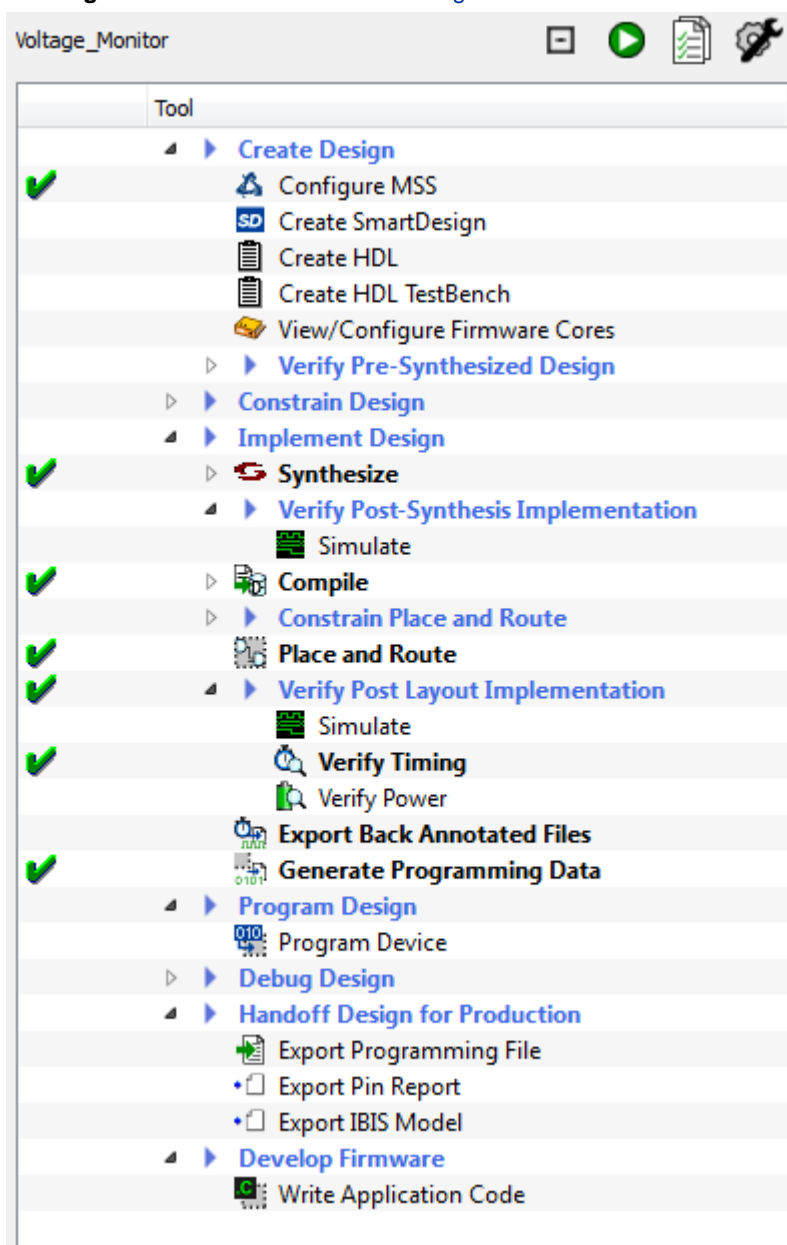 Voltage_Monitor
Tool
Create Design
Configure MSS
SD Create SmartDesign
Create HDL
Create HDL TestBench
View/Configure Firmware Cores
Verify Pre-Synthesized Design
Constrain Design
Implement Design
Synthesize
Verify Post-Synthesis Implementation
Simulate
Compile
Constrain Place and Route
Place and Route
Verify Post Layout Implementation
Simulate
Verify Timing
Verify Power
Export Back Annotated Files
Generate Programming Data
Program Design
Program Device
Debug Design
Handoff Design for Production
Export Programming File
Export Pin Report
Export IBIS Model
Develop Firmware
Write Application Code